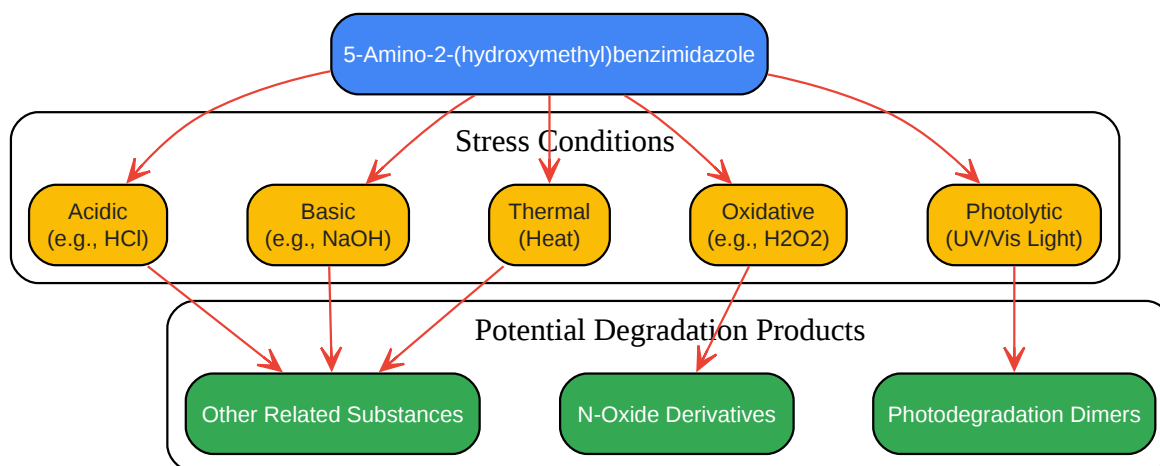 5-Amino-2-(hydroxymethyl)benzimidazole
Stress Conditions
Acidic
(e.g., HCl)
Basic
(e.g., NaOH)
Thermal
(Heat)
Oxidative
(e.g., H2O2)
Photolytic
(UV/Vis Light)
Potential Degradation Products
Other Related Substances
N-Oxide Derivatives
Photodegradation Dimers